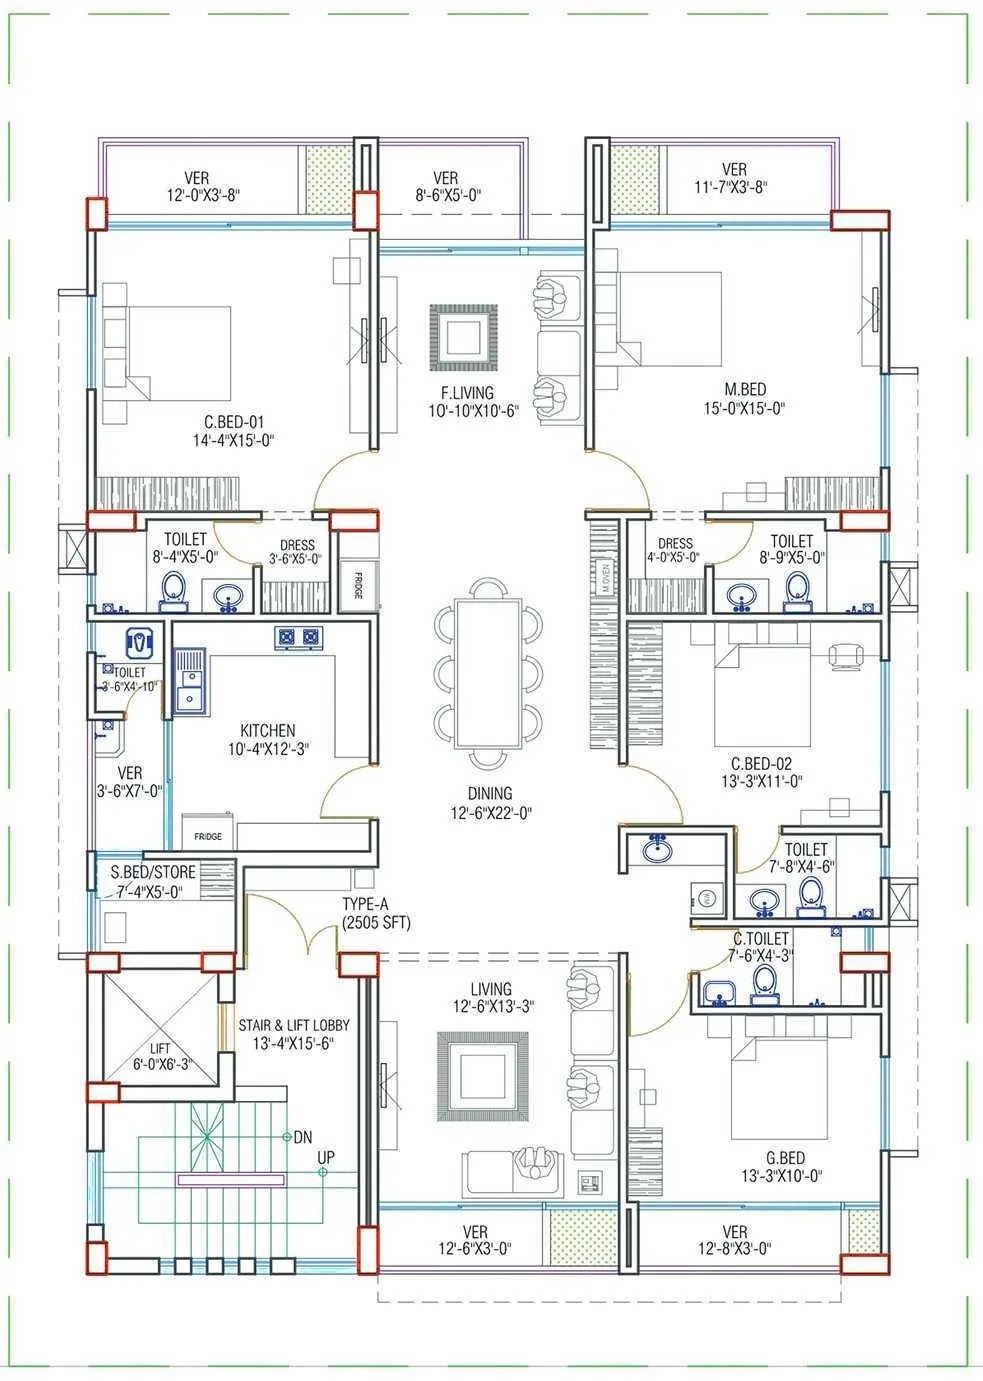 VER
12'-0"X3'-8"
VER
8'-6"X5'-0"
VER
11'-7"X3'-8"
C.BED-01
14'-4"X15'-0"
F.LIVING
10'-10"X10'-6"
M.BED
15'-0"X15'-0"
TOILET
8'-4"X5'-0"
DRESS
3'-6"X5'-0"
FRIDGE
M.OVEN
DRESS
4'-0"X5'-0"
TOILET
8'-9"X5'-0"
TOILET
3'-6"X4'-10"
KITCHEN
10'-4"X12'-3"
VER
3'-6"X7'-0"
FRIDGE
DINING
12'-6"X22'-0"
C.BED-02
13'-3"X11'-0"
S.BED/STORE
7'-4"X5'-0"
TYPE-A
(2505 SFT)
WM
TOILET
7'-8"X4'-6"
C.TOILET
7'-6"X4'-3"
LIVING
12'-6"X13'-3"
STAIR & LIFT LOBBY
13'-4"X15'-6"
LIFT
6'-0"X6'-3"
DN
UP
G.BED
13'-3"X10'-0"
VER
12'-6"X3'-0"
VER
12'-8"X3'-0"